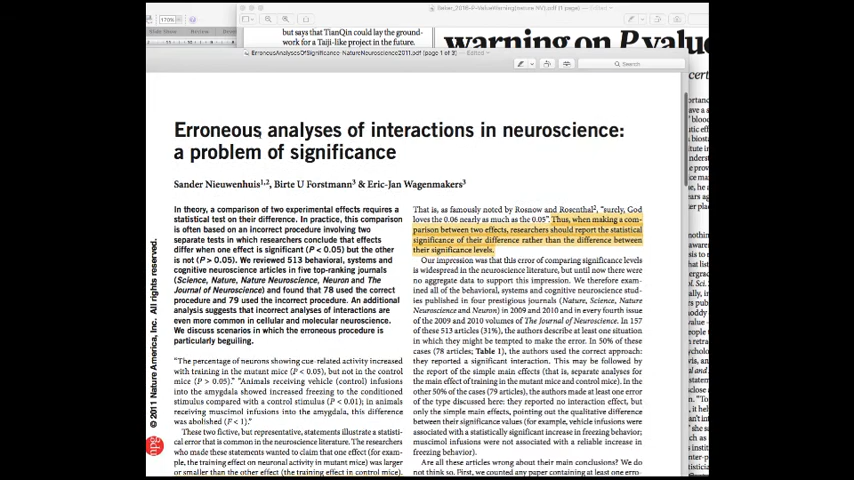 170%
Slide Show
Review
but says that TianQin could lay the ground-
work for a Taiji-like project in the future.
warning on P value
ErroneousAnalysesOfSignificance-NatureNeuroscience2011.pdf (page 1 of 3)
Edited
Search
Erroneous analyses of interactions in neuroscience:
a problem of significance
Sander Nieuwenhuis1,2, Birte U Forstmann3 & Eric-Jan Wagenmakers3
In theory, a comparison of two experimental effects requires a
statistical test on their difference. In practice, this comparison
is often based on an incorrect procedure involving two
separate tests in which researchers conclude that effects
differ when one effect is significant (P < 0.05) but the other
is not (P > 0.05). We reviewed 513 behavioral, systems and
cognitive neuroscience articles in five top-ranking journals
(Science, Nature, Nature Neuroscience, Neuron and The
Journal of Neuroscience) and found that 78 used the correct
procedure and 79 used the incorrect procedure. An additional
analysis suggests that incorrect analyses of interactions are
even more common in cellular and molecular neuroscience.
We discuss scenarios in which the erroneous procedure is
particularly beguiling.
"The percentage of neurons showing cue-related activity increased
with training in the mutant mice (P < 0.05), but not in the control
mice (P > 0.05)." "Animals receiving vehicle (control) infusions
into the amygdala showed increased freezing to the conditioned
stimulus compared with a control stimulus (P < 0.01); in animals
receiving muscimol infusions into the amygdala, this difference
was abolished (F < 1)."
These two fictive, but representative, statements illustrate a statisti-
cal error that is common in the neuroscience literature. The researchers
who made these statements wanted to claim that one effect (for exam-
ple, the training effect on neuronal activity in mutant mice) was larger
or smaller than the other effect (the training effect in control mice).
That is, as famously noted by Rosnow and Rosenthal2, "surely, God
loves the 0.06 nearly as much as the 0.05". Thus, when making a com-
parison between two effects, researchers should report the statistical
significance of their difference rather than the difference between
their significance levels.
Our impression was that this error of comparing significance levels
is widespread in the neuroscience literature, but until now there were
no aggregate data to support this impression. We therefore exam-
ined all of the behavioral, systems and cognitive neuroscience stud-
ies published in four prestigious journals (Nature, Science, Nature
Neuroscience and Neuron) in 2009 and 2010 and in every fourth issue
of the 2009 and 2010 volumes of The Journal of Neuroscience. In 157
of these 513 articles (31%), the authors describe at least one situation
in which they might be tempted to make the error. In 50% of these
cases (78 articles; Table 1), the authors used the correct approach:
they reported a significant interaction. This may be followed by
the report of the simple main effects (that is, separate analyses for
the main effect of training in the mutant mice and control mice). In the
other 50% of the cases (79 articles), the authors made at least one error
of the type discussed here: they reported no interaction effect, but
only the simple main effects, pointing out the qualitative difference
between their significance values (for example, vehicle infusions were
associated with a statistically significant increase in freezing behavior;
muscimol infusions were not associated with a reliable increase in
freezing behavior).
Are all these articles wrong about their main conclusions? We do
not think so. First, we counted any paper containing at least one erro-
© 2011 Nature America, Inc. All rights reserved.